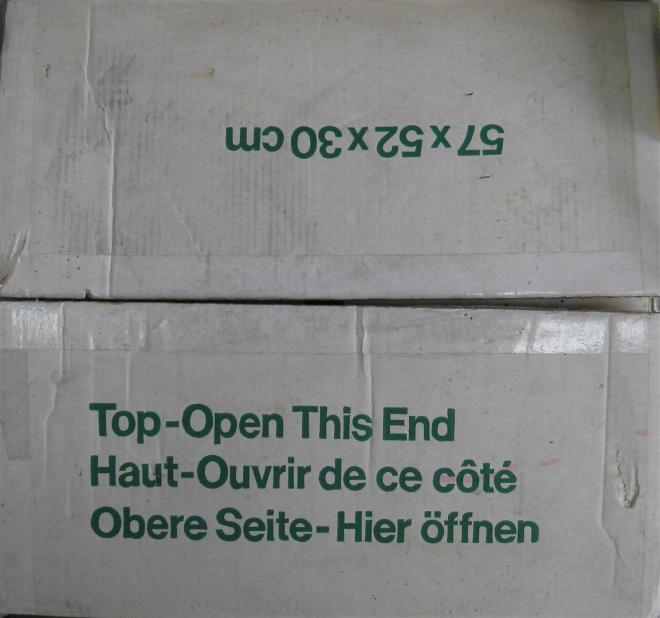 57 x 52 x 30 cm
Top-Open This End
Haut-Ouvrir de ce côté
Obere Seite-Hier öffnen